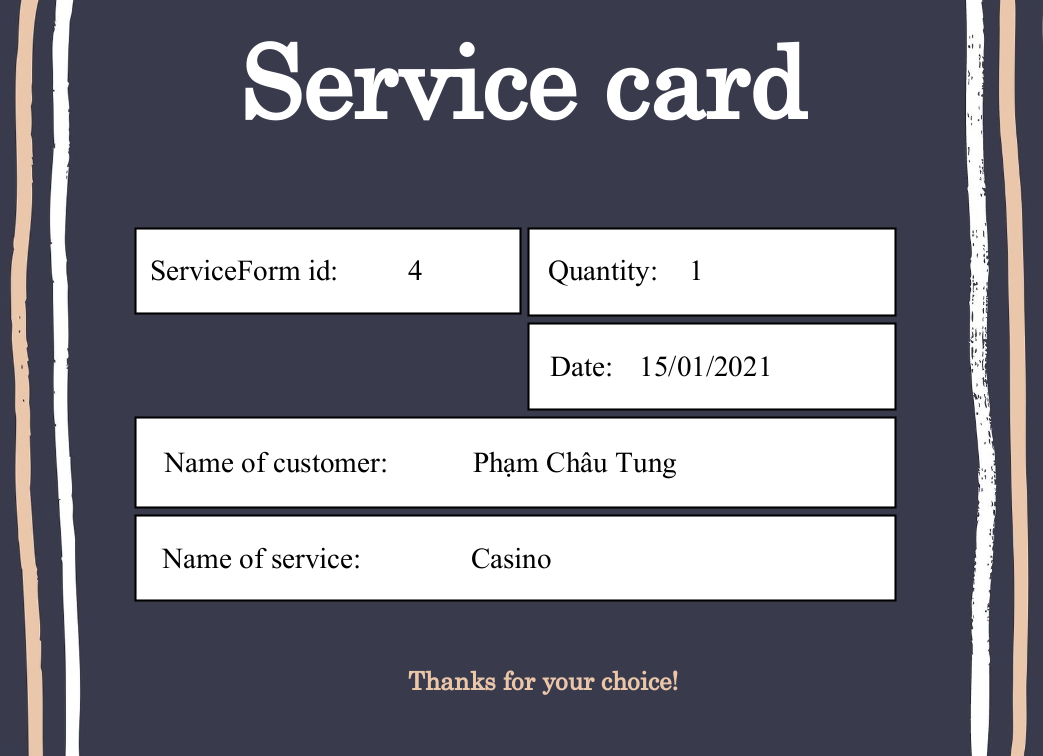 Service card
ServiceForm id: 4 Quantity: 1
Date: 15/01/2021
Name of customer: Phạm Châu Tung
Name of service: Casino
Thanks for your choice!